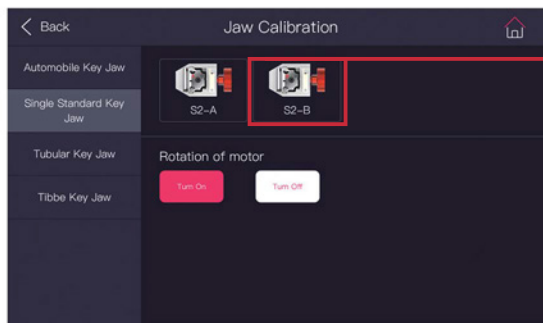 Back
Jaw Calibration
Automobile Key Jaw
Single Standard Key
Jaw
Tubular Key Jaw
Tibbe Key Jaw
S2-A
S2-B
Rotation of motor
Turn On
Turn Off